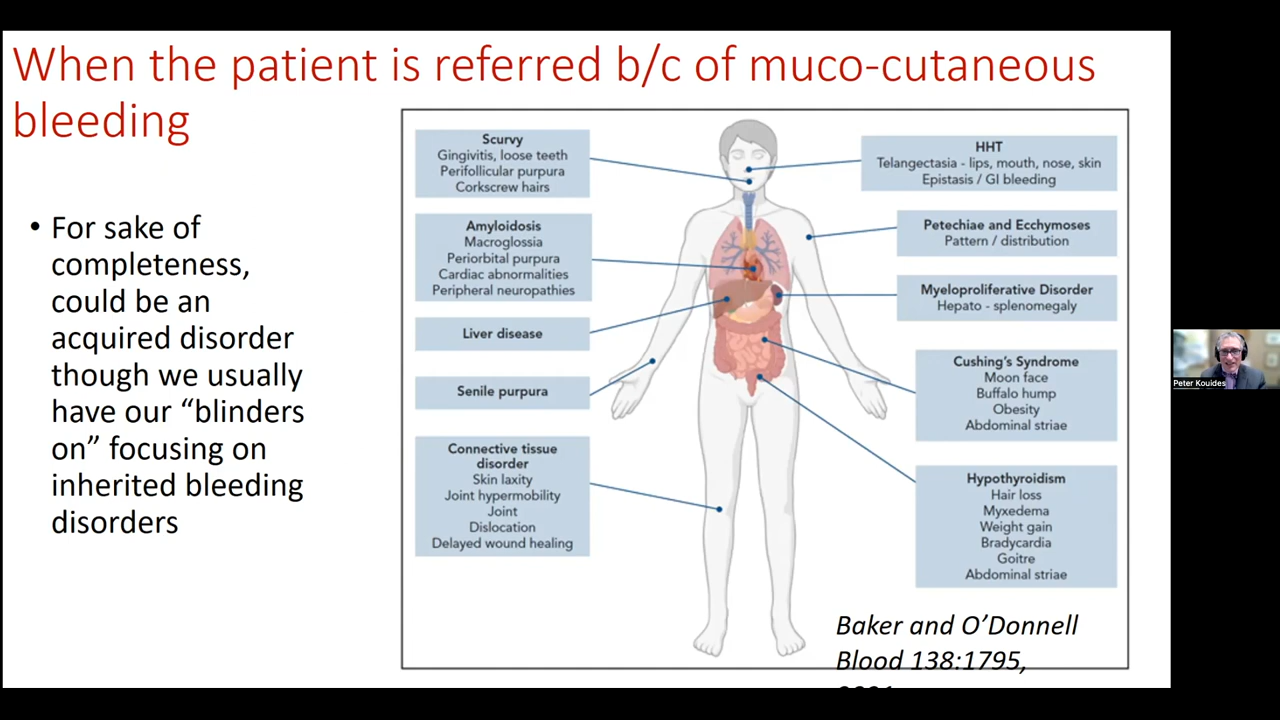 When the patient is referred b/c of muco-cutaneous
bleeding
• For sake of
completeness,
could be an
acquired disorder
though we usually
have our “blinders
on” focusing on
inherited bleeding
disorders
Scurvy
Gingivitis, loose teeth
Perifollicular purpura
Corkscrew hairs
Amyloidosis
Macroglossia
Periorbital purpura
Cardiac abnormalities
Peripheral neuropathies
Liver disease
Senile purpura
Connective tissue
disorder
Skin laxity
Joint hypermobility
Joint
Dislocation
Delayed wound healing
HHT
Telangectasia - lips, mouth, nose, skin
Epistasis / GI bleeding
Petechiae and Ecchymoses
Pattern / distribution
Myeloproliferative Disorder
Hepato - splenomegaly
Cushing's Syndrome
Moon face
Buffalo hump
Obesity
Abdominal striae
Hypothyroidism
Hair loss
Myxedema
Weight gain
Bradycardia
Goitre
Abdominal striae
Baker and O’Donnell
Blood 138:1795,
Peter Kouides